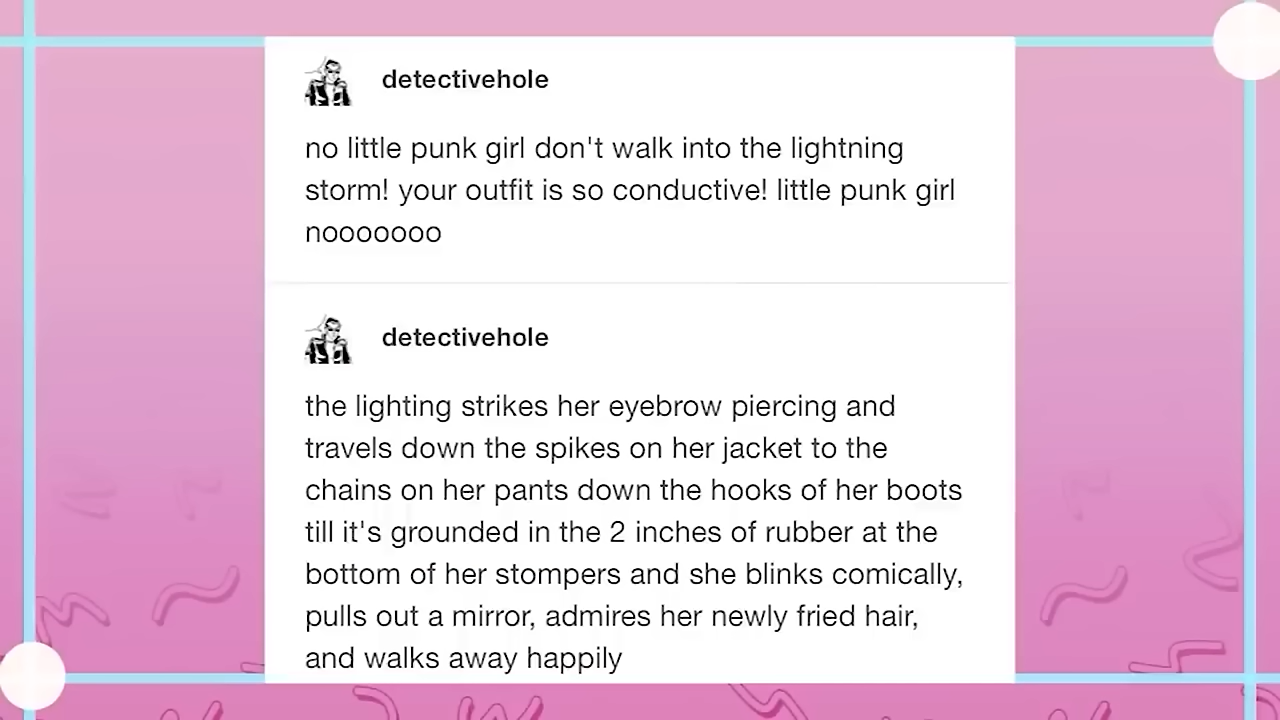 detectivehole
no little punk girl don't walk into the lightning
storm! your outfit is so conductive! little punk girl
nooooooo
detectivehole
the lighting strikes her eyebrow piercing and
travels down the spikes on her jacket to the
chains on her pants down the hooks of her boots
till it's grounded in the 2 inches of rubber at the
bottom of her stompers and she blinks comically,
pulls out a mirror, admires her newly fried hair,
and walks away happily